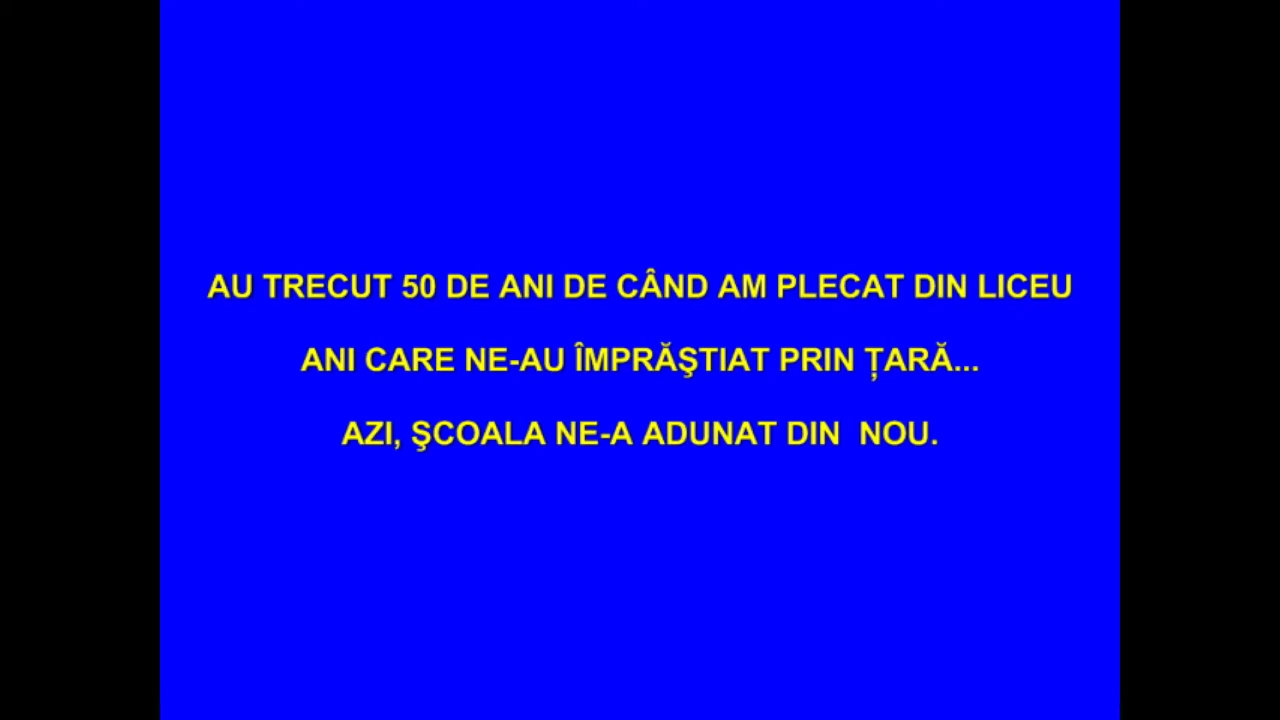 AU TRECUT 50 DE ANI DE CÂND AM PLECAT DIN LICEU
ANI CARE NE-AU ÎMPRĂŞTIAT PRIN ȚARĂ...
AZI, ŞCOALA NE-A ADUNAT DIN  NOU.